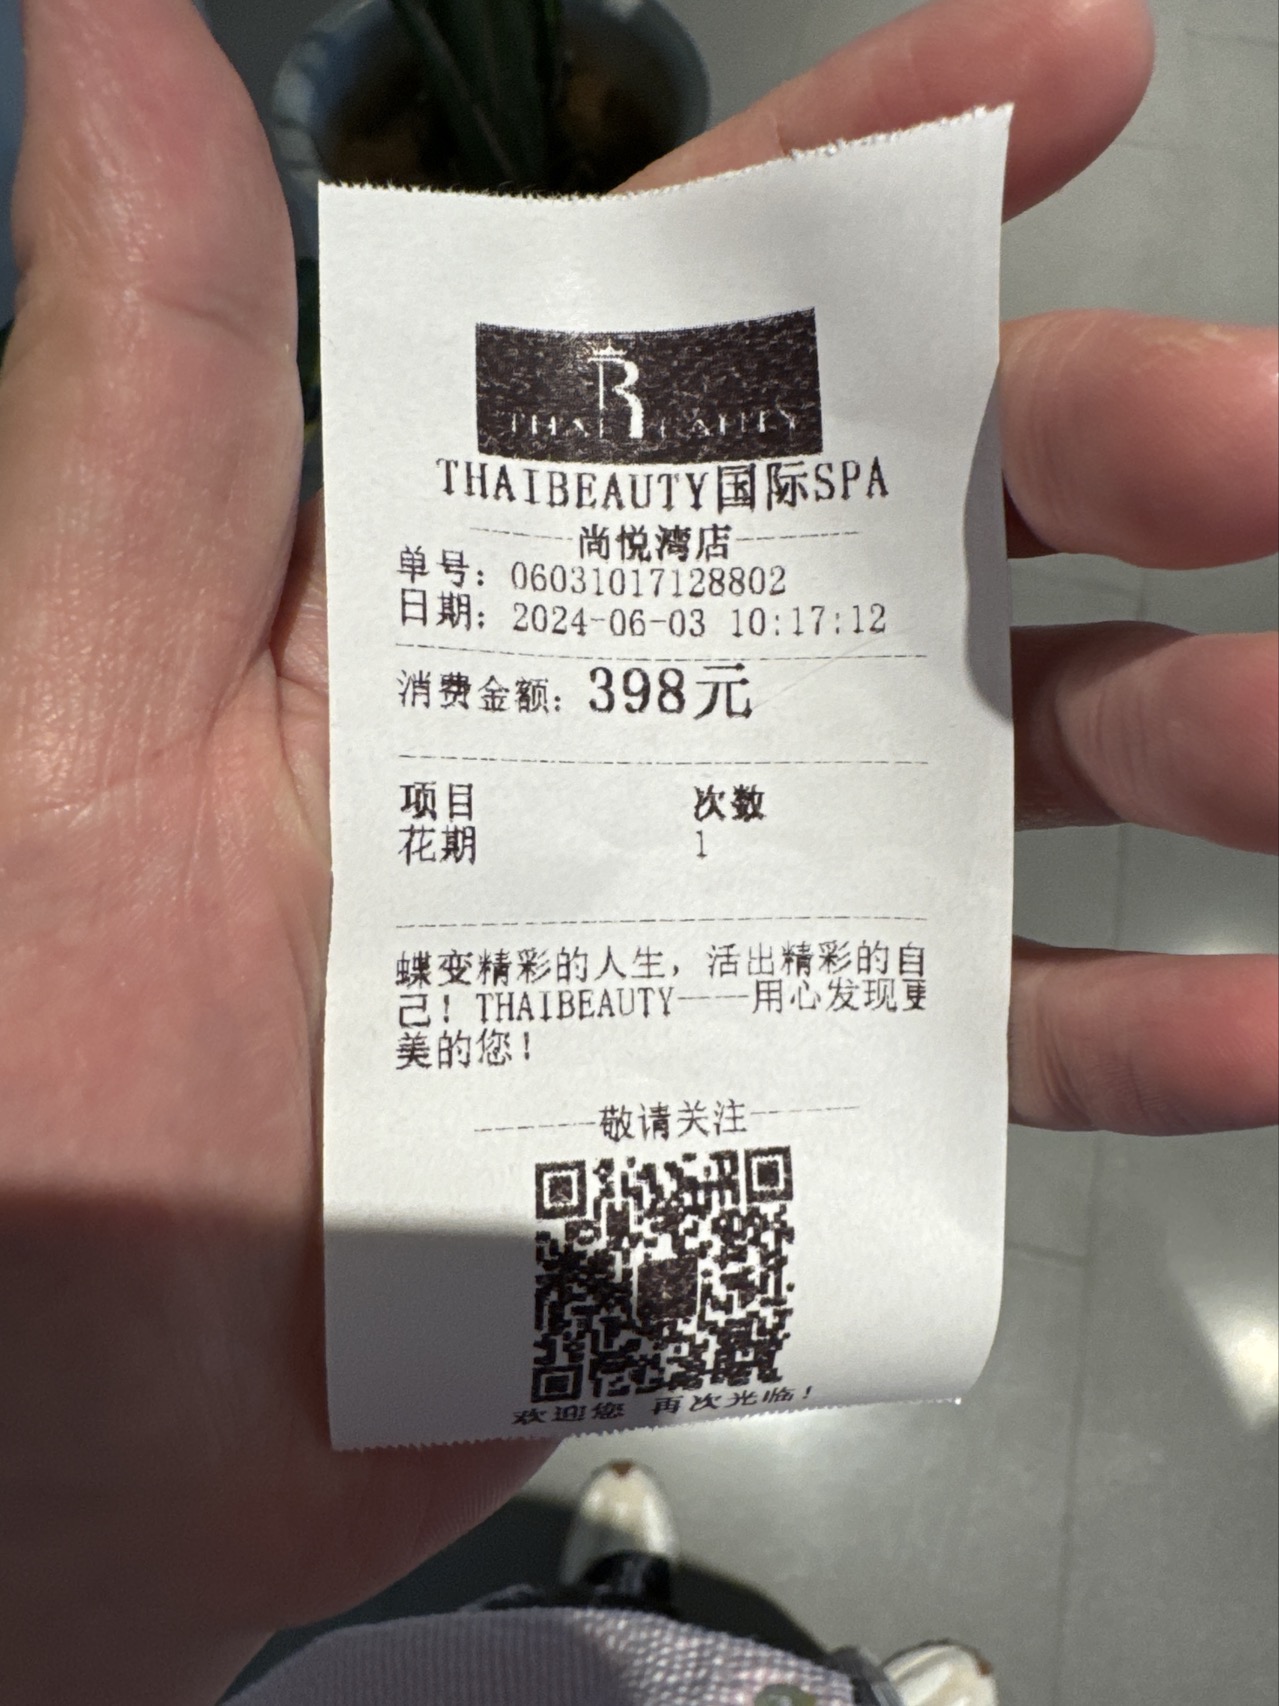 THAI BEAUTY
THAIBEAUTY国际SPA
尚悦湾店
单号：06031017128802
日期：2024-06-03 10:17:12
消费金额：398元
项目 次数
花期 1
蝶变精彩的人生，活出精彩的自
己！THAIBEAUTY——用心发现更
美的您！
敬请关注
欢迎您 再次光临！